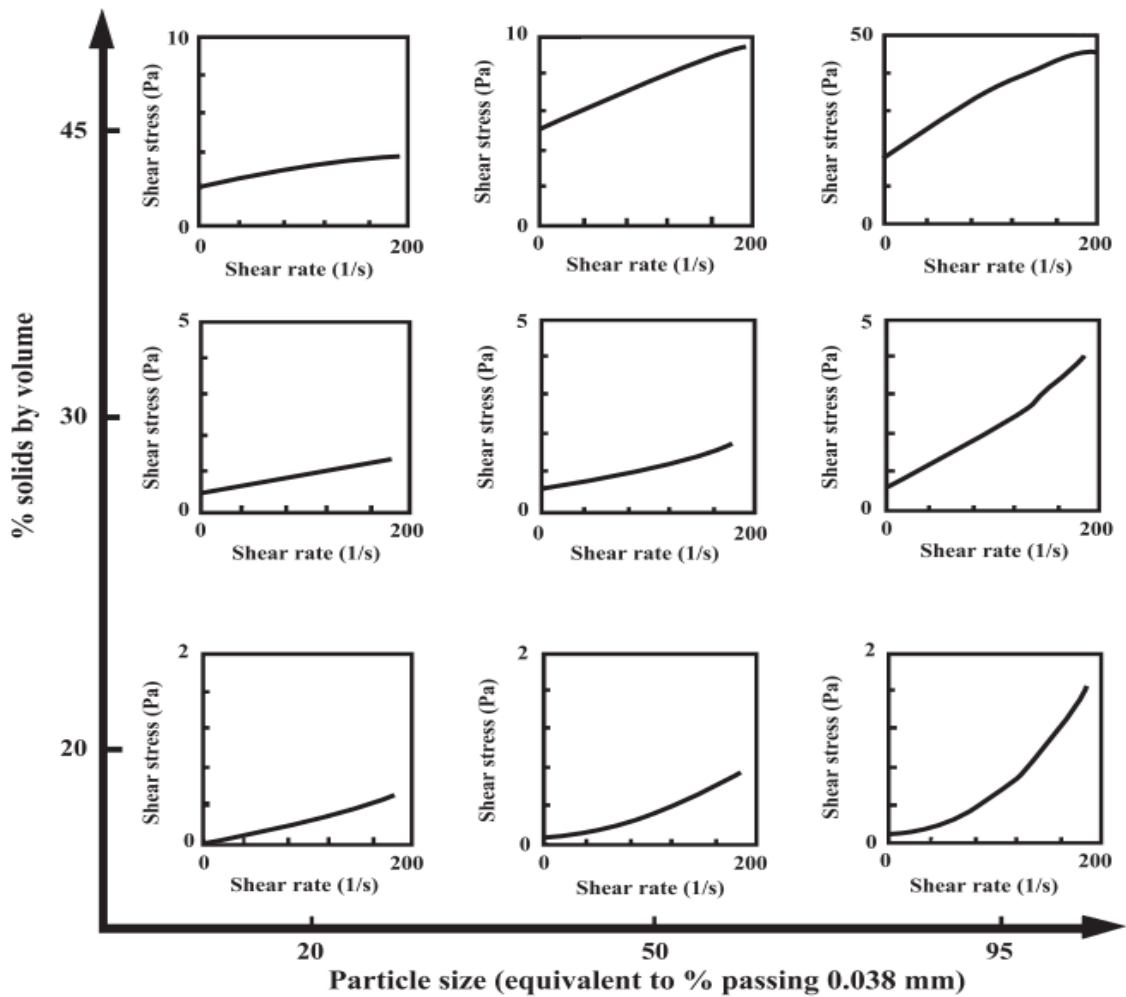 % solids by volume
45
Shear stress (Pa)
10
0
0
200
Shear rate (1/s)
Shear stress (Pa)
10
0
0
200
Shear rate (1/s)
Shear stress (Pa)
50
0
0
200
Shear rate (1/s)
30
Shear stress (Pa)
5
0
0
200
Shear rate (1/s)
Shear stress (Pa)
5
0
0
200
Shear rate (1/s)
Shear stress (Pa)
5
0
0
200
Shear rate (1/s)
20
Shear stress (Pa)
2
0
0
200
Shear rate (1/s)
Shear stress (Pa)
2
0
0
200
Shear rate (1/s)
Shear stress (Pa)
2
0
0
200
Shear rate (1/s)
20
50
95
Particle size (equivalent to % passing 0.038 mm)